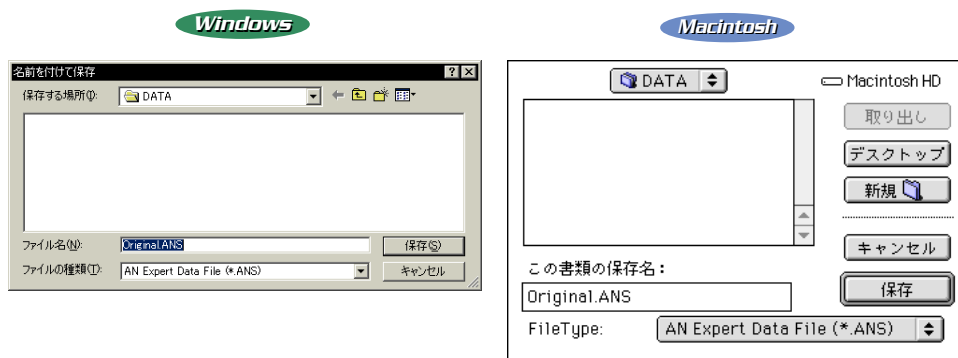 Windows
名前を付けて保存
保存する場所(I):
DATA
ファイル名(N):
Original.ANS
保存(S)
ファイルの種類(T):
AN Expert Data File (*.ANS)
キャンセル
Macintosh
DATA
Macintosh HD
取り出し
デスクトップ
新規
キャンセル
この書類の保存名:
保存
Original.ANS
FileType:
AN Expert Data File (*.ANS)